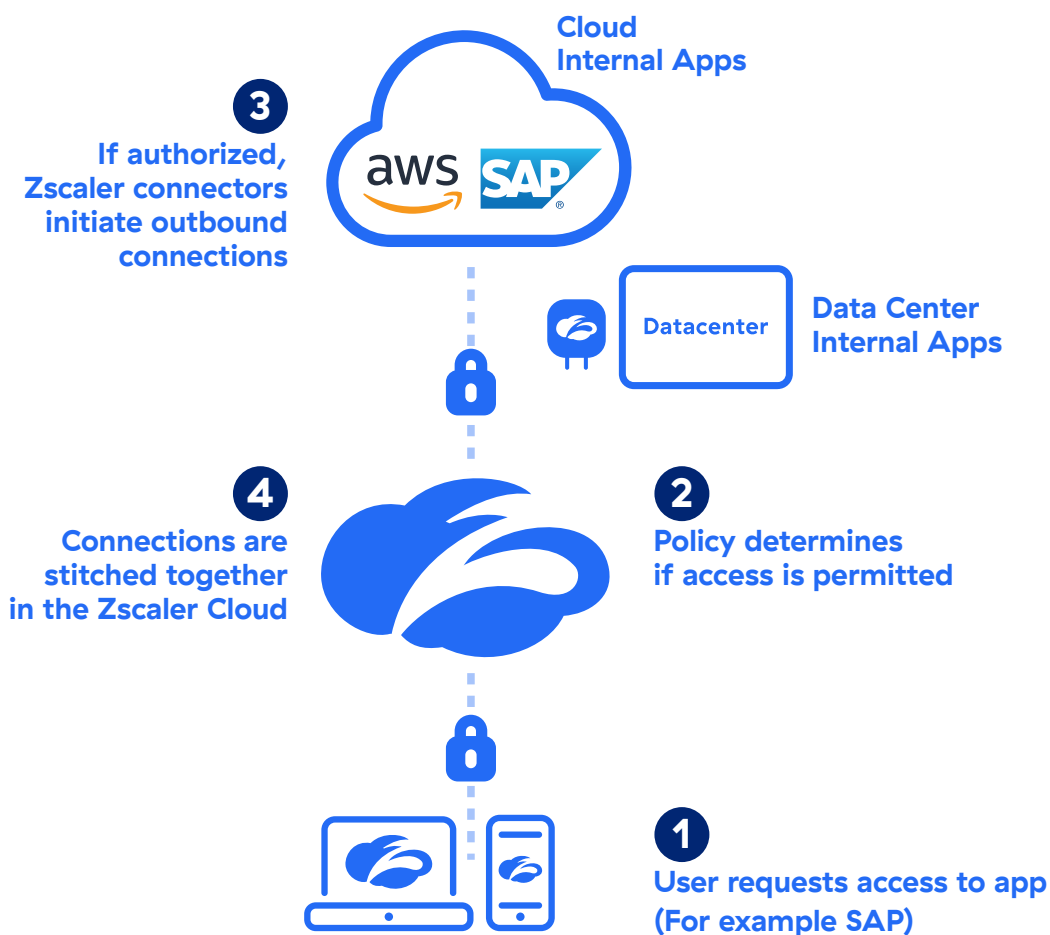 Cloud
Internal Apps
3
If authorized,
Zscaler connectors
initiate outbound
connections
aws
SAP
®
Datacenter
Data Center
Internal Apps
4
Connections are
stitched together
in the Zscaler Cloud
2
Policy determines
if access is permitted
1
User requests access to app
(For example SAP)